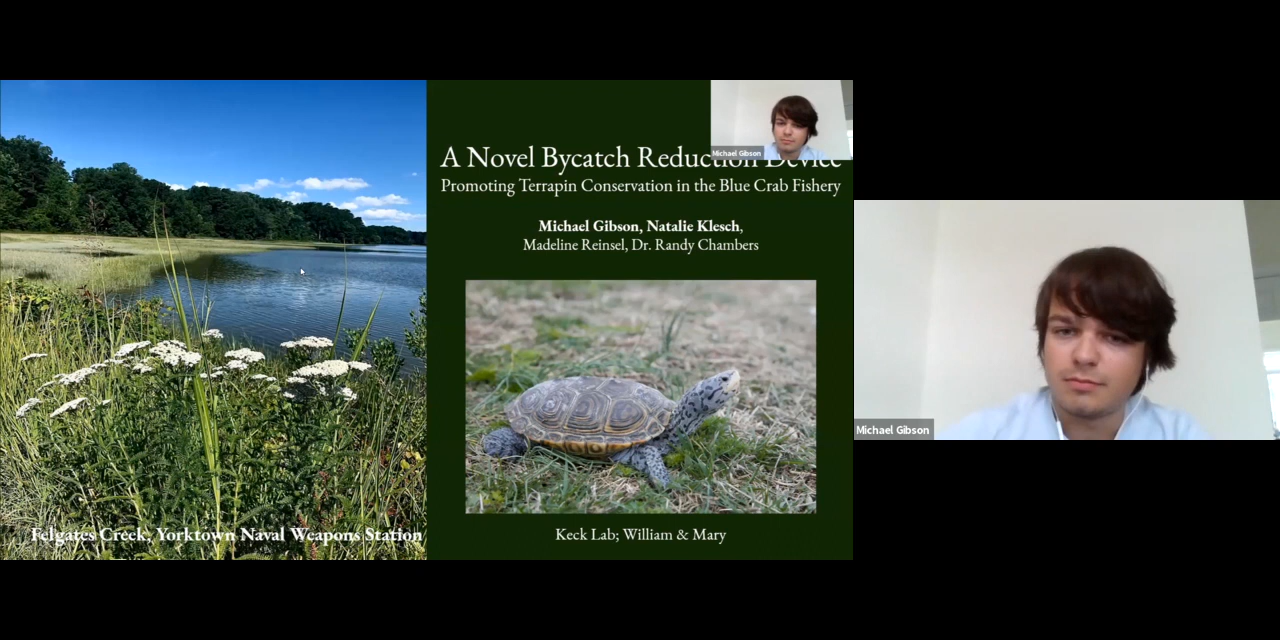 A Novel Bycatch Reduction Device
Michael Gibson
Promoting Terrapin Conservation in the Blue Crab Fishery
Michael Gibson, Natalie Klesch,
Madeline Reinsel, Dr. Randy Chambers
Felgates Creek, Yorktown Naval Weapons Station
Keck Lab; William & Mary
Michael Gibson